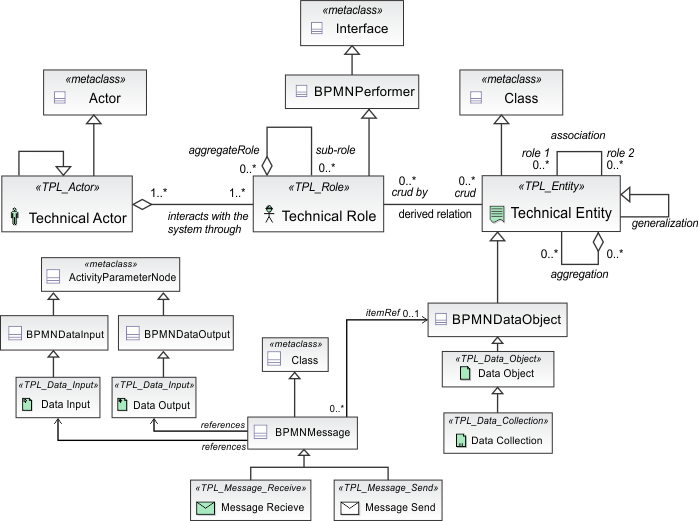 «metaclass»
Interface
«metaclass»
Actor
BPMNPerformer
«metaclass»
Class
aggregateRole
sub-role
0..*
0..*
association
role 1
role 2
0..*
0..*
«TPL_Actor»
Technical Actor
1..*
1..*
interacts with the
system through
«TPL_Role»
Technical Role
0..*
crud by
0..*
crud
derived relation
«TPL_Entity»
Technical Entity
generalization
0..*
0..*
aggregation
«metaclass»
ActivityParameterNode
BPMNDataInput
BPMNDataOutput
itemRef
0..1
BPMNDataObject
«metaclass»
Class
«TPL_Data_Object»
Data Object
«TPL_Data_Input»
Data Input
«TPL_Data_Input»
Data Output
0..*
references
references
BPMNMessage
«TPL_Data_Collection»
Data Collection
«TPL_Message_Receive»
Message Recieve
«TPL_Message_Send»
Message Send